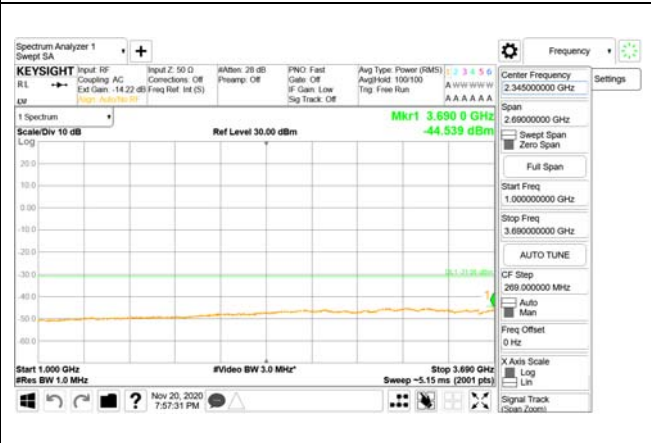 Spectrum Analyzer 1
Swept SA
+
Frequency
KEYSIGHT
RL
Input: RF
Coupling: AC
Ext Gain: -14.22 dB
Align: Auto/No RF
Input Z: 50 Ω
Corrections: Off
Freq Ref: Int (S)
#Atten: 28 dB
Preamp: Off
PNO: Fast
Gate: Off
IF Gain: Low
Sig Track: Off
Avg Type: Power (RMS)
Avg|Hold: 100/100
Trig: Free Run
1 2 3 4 5 6
A W W W W W
A A A A A A
1 Spectrum
Scale/Div 10 dB
Log
Ref Level 30.00 dBm
Mkr1 3.690 0 GHz
-44.539 dBm
20.0
10.0
0.00
-10.0
-20.0
-30.0
-40.0
-50.0
-60.0
1
Start 1.000 GHz
#Res BW 1.0 MHz
#Video BW 3.0 MHz*
Stop 3.690 GHz
Sweep ~5.15 ms (2001 pts)
Nov 20, 2020
7:57:31 PM
?
Center Frequency
2.345000000 GHz
Settings
Span
2.69000000 GHz
Swept Span
Zero Span
Full Span
Start Freq
1.000000000 GHz
Stop Freq
3.690000000 GHz
AUTO TUNE
CF Step
269.000000 MHz
Auto
Man
Freq Offset
0 Hz
X Axis Scale
Log
Lin
Signal Track
(Span Zoom)